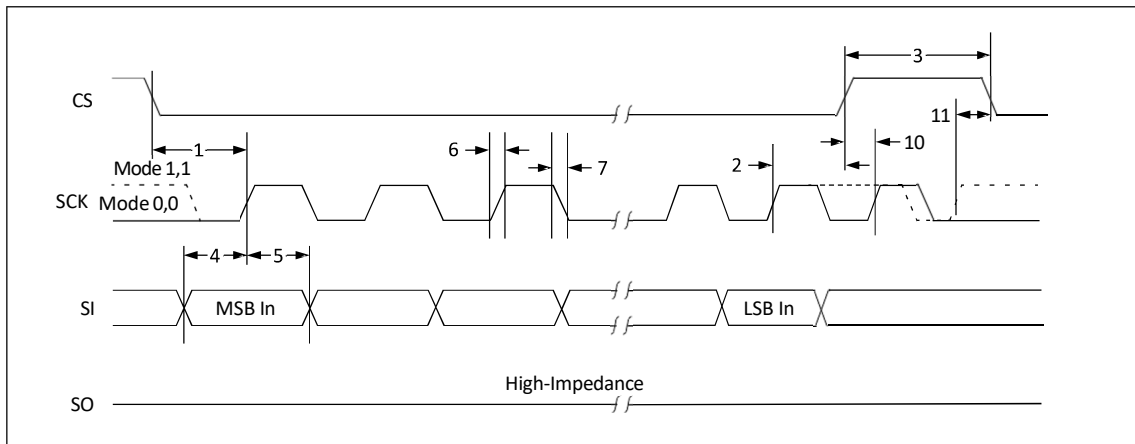 3
CS
11
1
6
10
7
2
Mode 1,1
SCK
Mode 0,0
4
5
SI
MSB In
LSB In
High-Impedance
SO